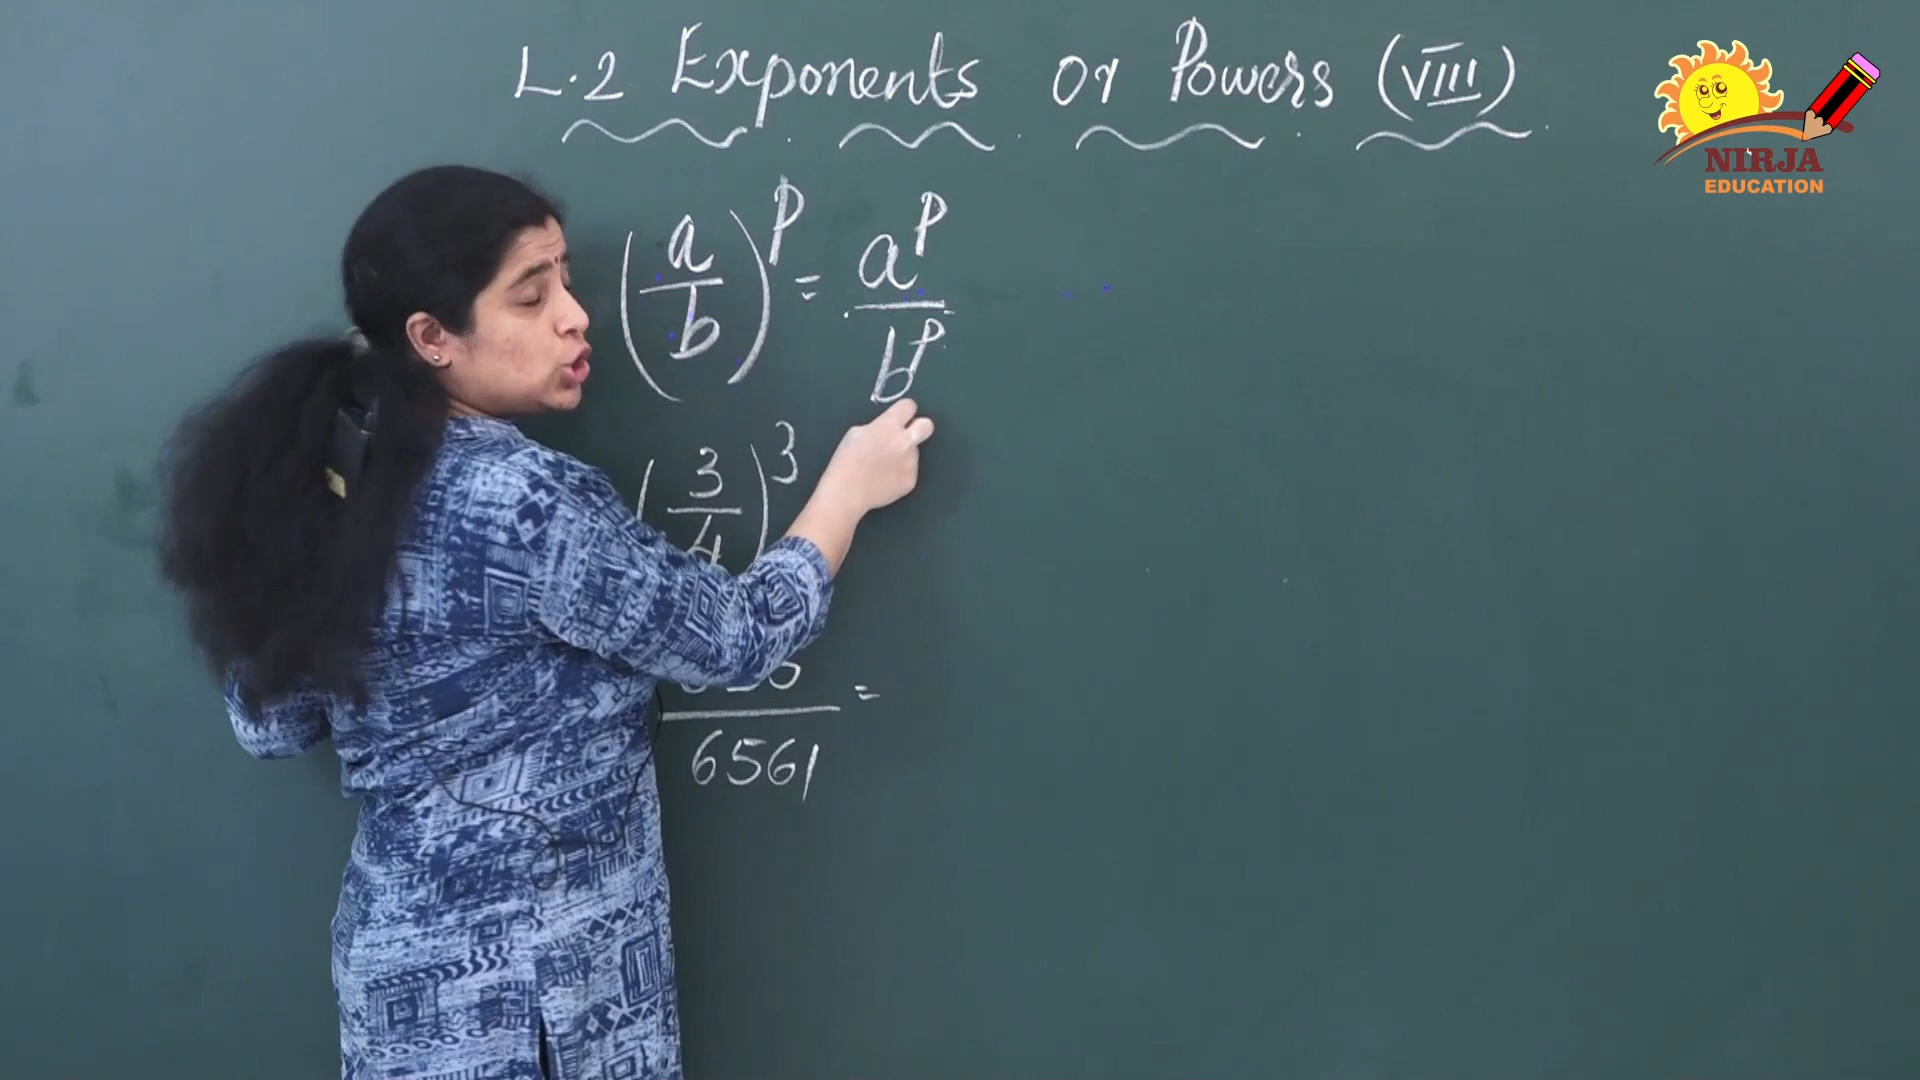 L.2 Exponents or Powers (VIII)
NIRJA
EDUCATION
(a/b)^p = a^p/b^p
(3/4)^3
=
6561